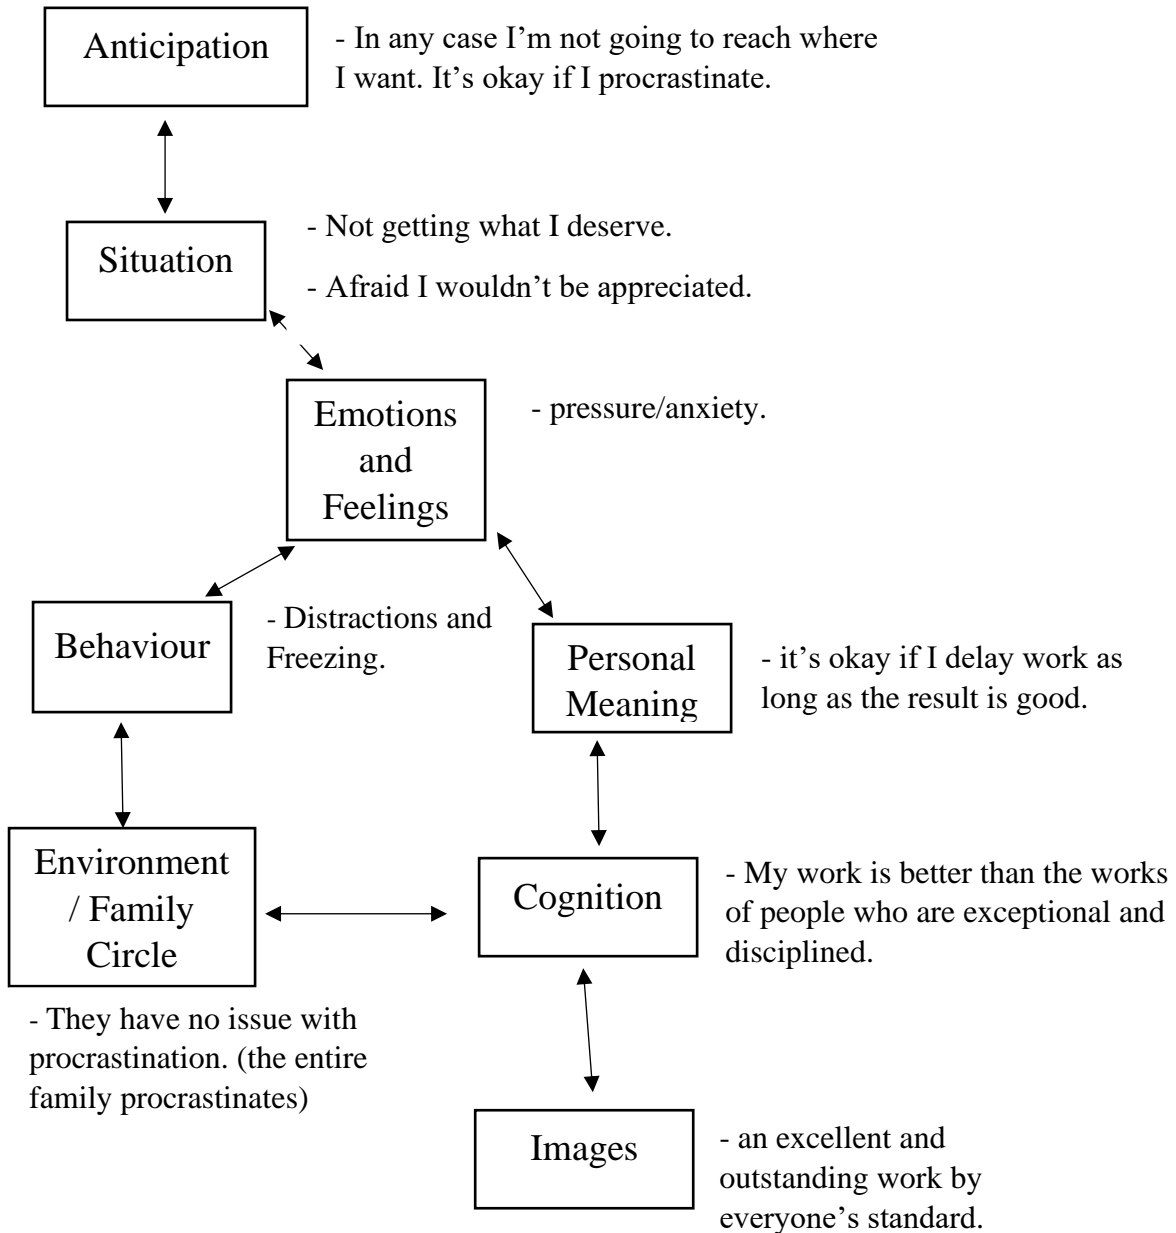 Anticipation
- In any case I’m not going to reach where
I want. It’s okay if I procrastinate.
Situation
- Not getting what I deserve.
- Afraid I wouldn’t be appreciated.
Emotions
and
Feelings
- pressure/anxiety.
Behaviour
- Distractions and
Freezing.
Personal
Meaning
- it’s okay if I delay work as
long as the result is good.
Environment
/ Family
Circle
- They have no issue with
procrastination. (the entire
family procrastinates)
Cognition
- My work is better than the works
of people who are exceptional and
disciplined.
Images
- an excellent and
outstanding work by
everyone’s standard.